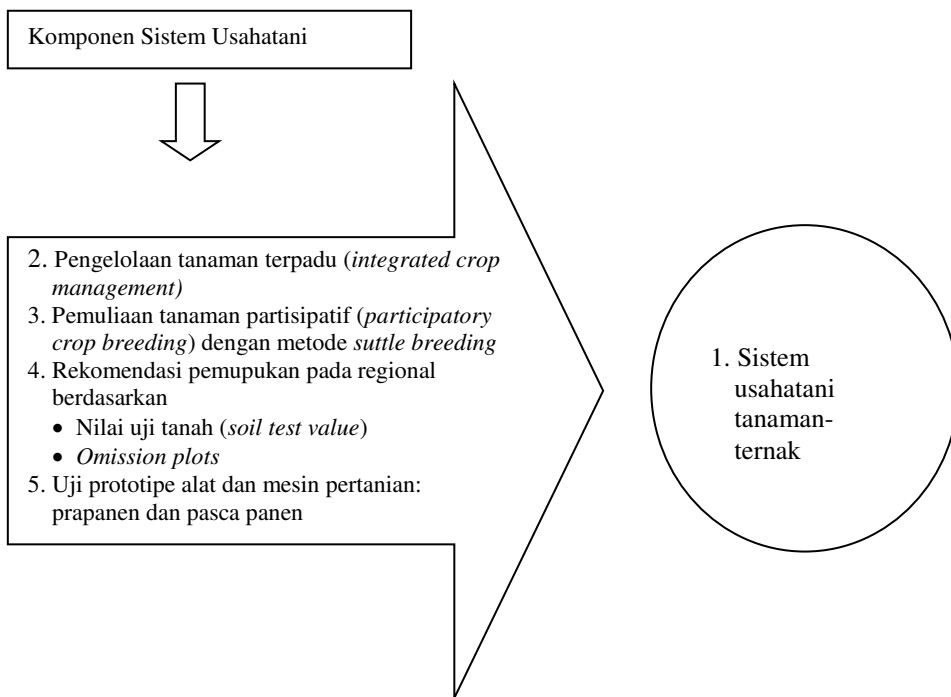 Komponen Sistem Usahatani
2. Pengelolaan tanaman terpadu (integrated crop
management)
3. Pemuliaan tanaman partisipatif (participatory
crop breeding) dengan metode suttle breeding
4. Rekomendasi pemupukan pada regional
berdasarkan
• Nilai uji tanah (soil test value)
• Omission plots
5. Uji prototipe alat dan mesin pertanian:
prapanen dan pasca panen
1. Sistem
usahatani
tanaman-
ternak